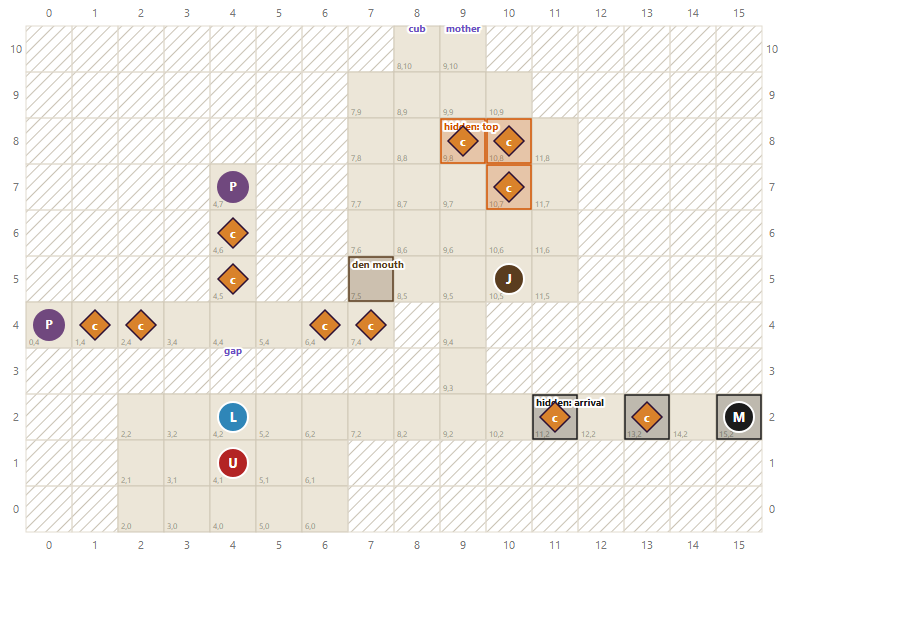 0 1 2 3 4 5 6 7 8 9 10 11 12 13 14 15
cub mother
10 8,10 9,10 10
9 7,9 8,9 9,9 10,9 9
hidden: top
8 7,8 8,8 c 9,8 c 10,8 11,8 8
7 P 4,7 7,7 8,7 9,7 c 10,7 11,7 7
6 c 4,6 7,6 8,6 9,6 10,6 11,6 6
den mouth
5 c 4,5 7,5 8,5 9,5 J 10,5 11,5 5
4 P 0,4 c 1,4 c 2,4 3,4 4,4 5,4 c 6,4 c 7,4 9,4 4
gap
3 9,3 3
hidden: arrival
2 2,2 3,2 L 4,2 5,2 6,2 7,2 8,2 9,2 10,2 c 11,2 12,2 c 13,2 14,2 M 15,2 2
1 2,1 3,1 U 4,1 5,1 6,1 1
0 2,0 3,0 4,0 5,0 6,0 0
0 1 2 3 4 5 6 7 8 9 10 11 12 13 14 15